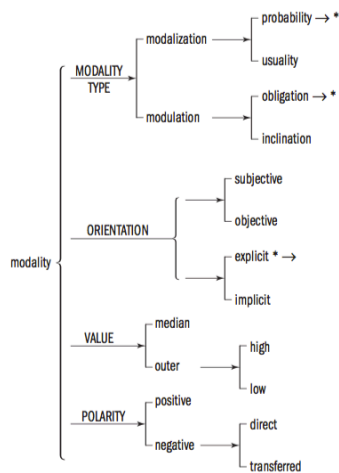 probability → *
modalization
usuality
MODALITY
TYPE
obligation → *
modulation
inclination
subjective
objective
ORIENTATION
explicit * →
modality
implicit
median
VALUE
high
outer
low
positive
POLARITY
direct
negative
transferred